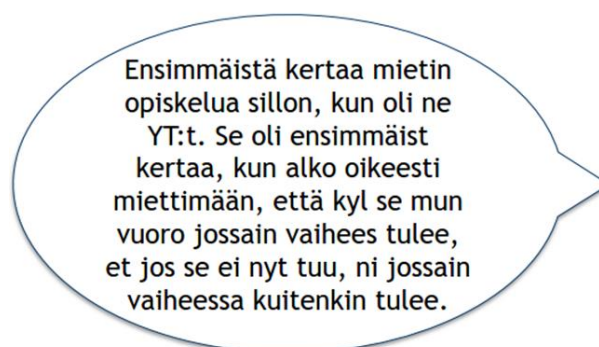 Ensimmäistä kertaa mietin
opiskelua sillon, kun oli ne
YT:t. Se oli ensimmäist
kertaa, kun alko oikeesti
miettimään, että kyl se mun
vuoro jossain vaihees tulee,
et jos se ei nyt tuu, ni jossain
vaiheessa kuitenkin tulee.